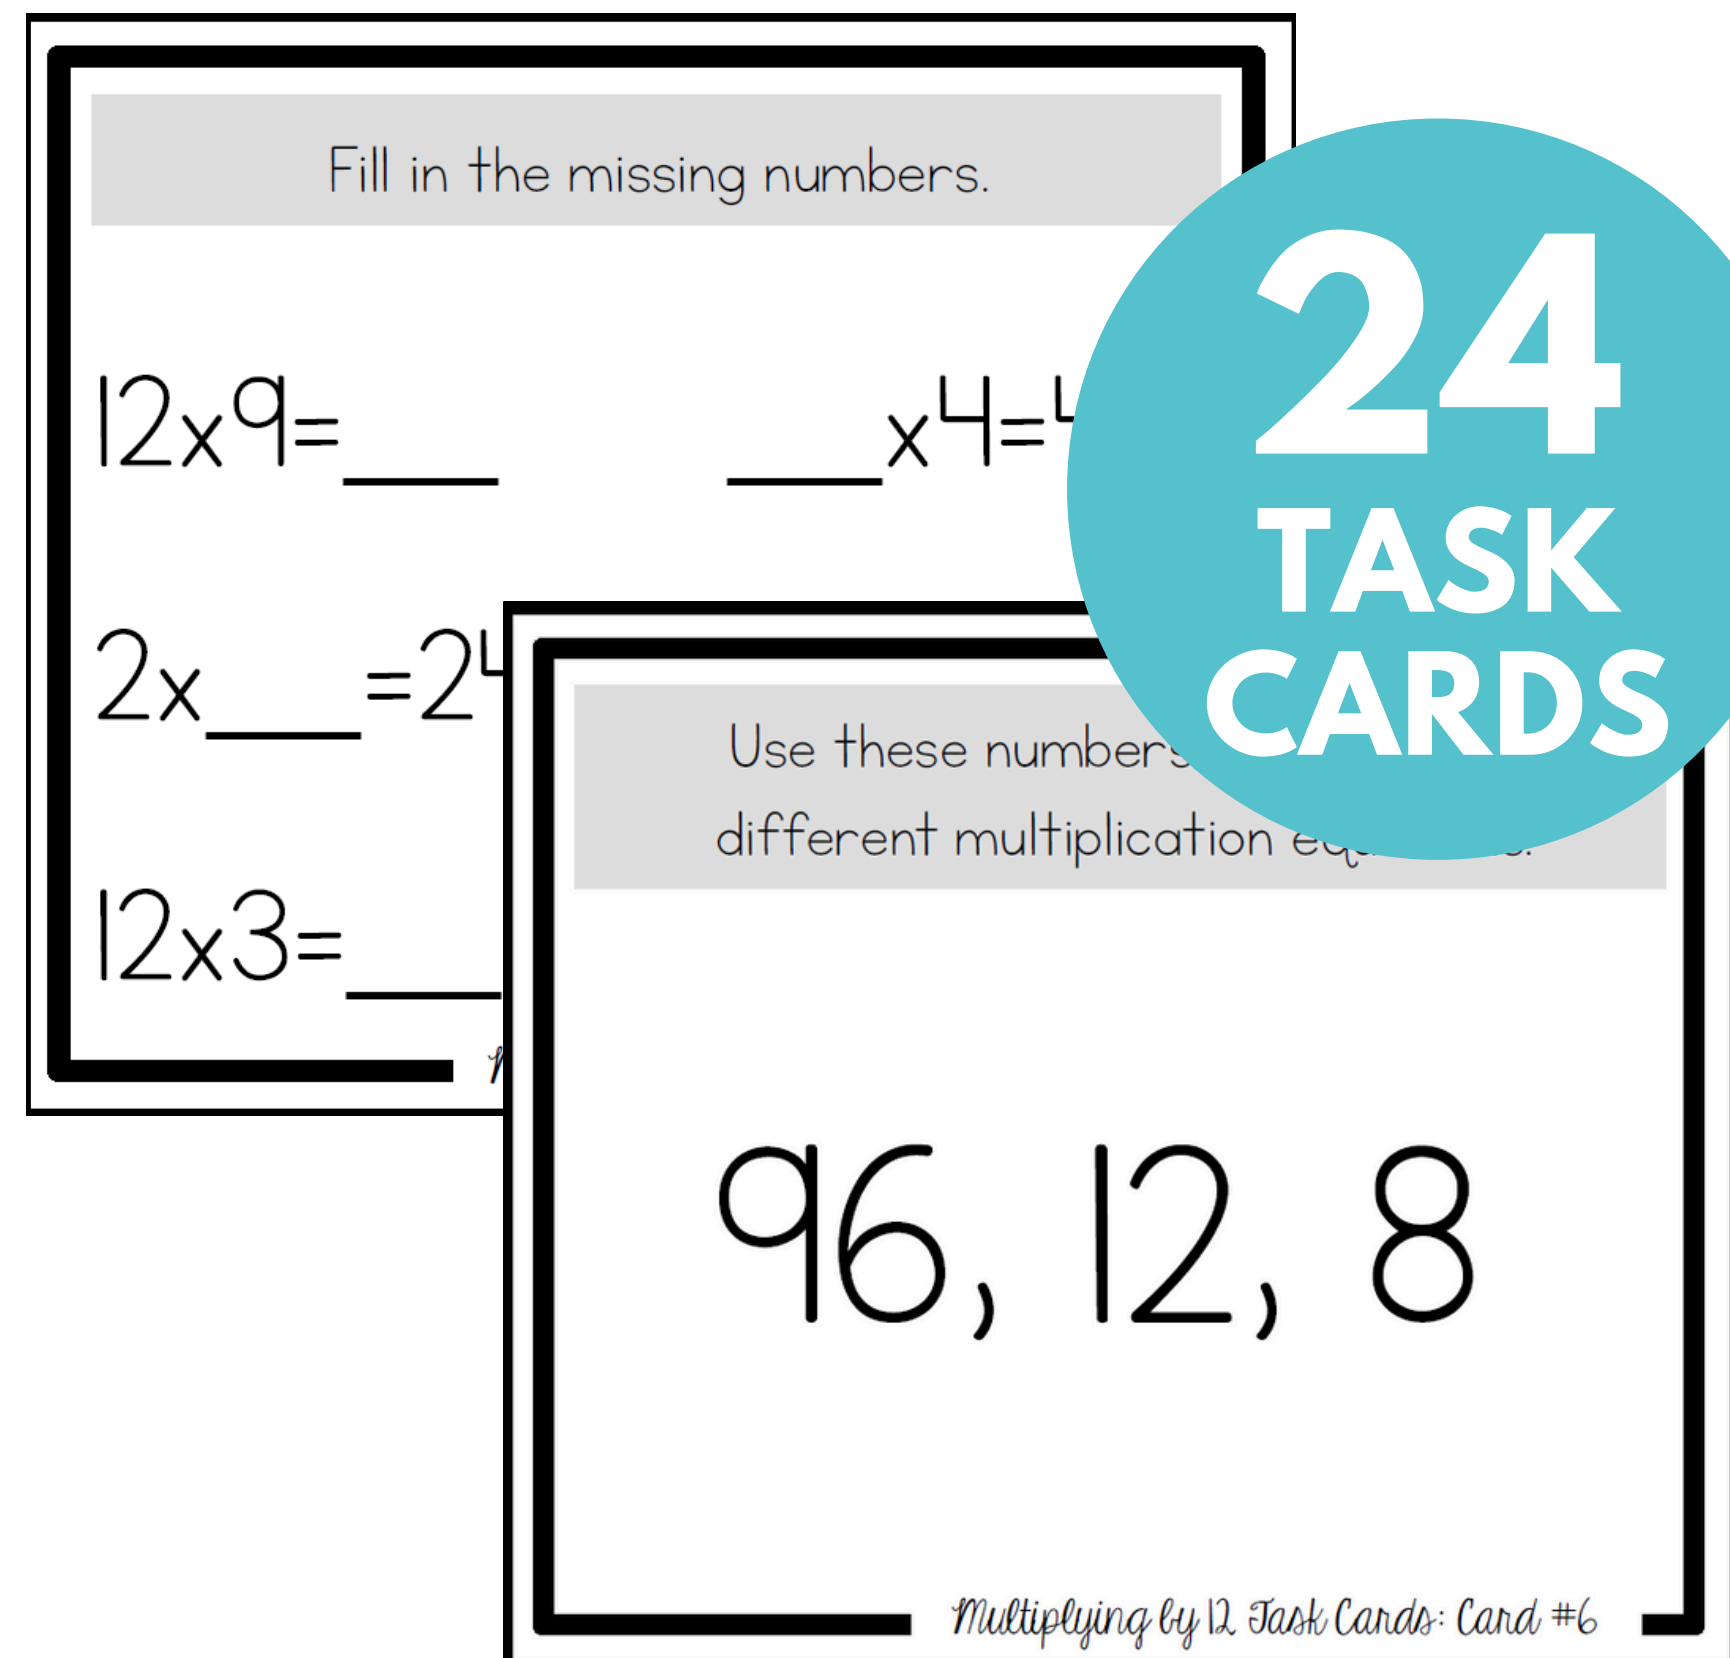 Fill in the missing numbers.
12x9=___
___x4=
2x___=2
12x3=___
24
TASK
CARDS
Use these numbers
different multiplication
96, 12, 8
Multiplying by 12 Task Cards: Card #6